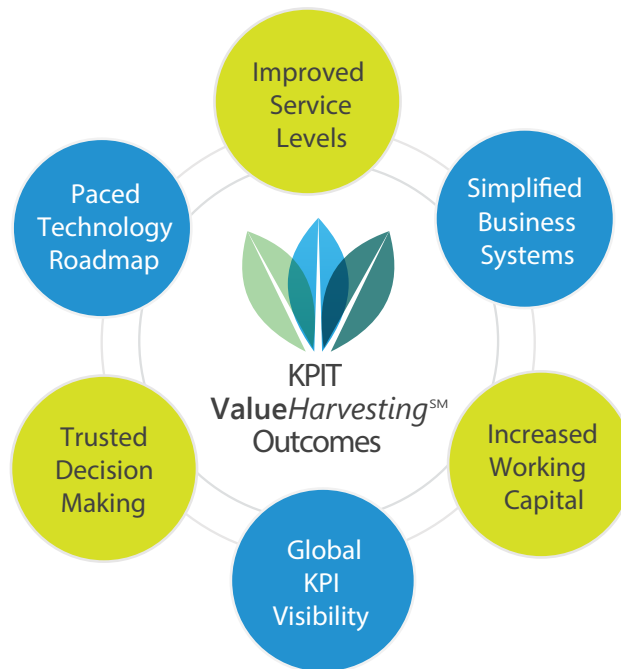 Improved
Service
Levels
Simplified
Business
Systems
Increased
Working
Capital
Global
KPI
Visibility
Trusted
Decision
Making
Paced
Technology
Roadmap
KPIT
ValueHarvesting℠
Outcomes